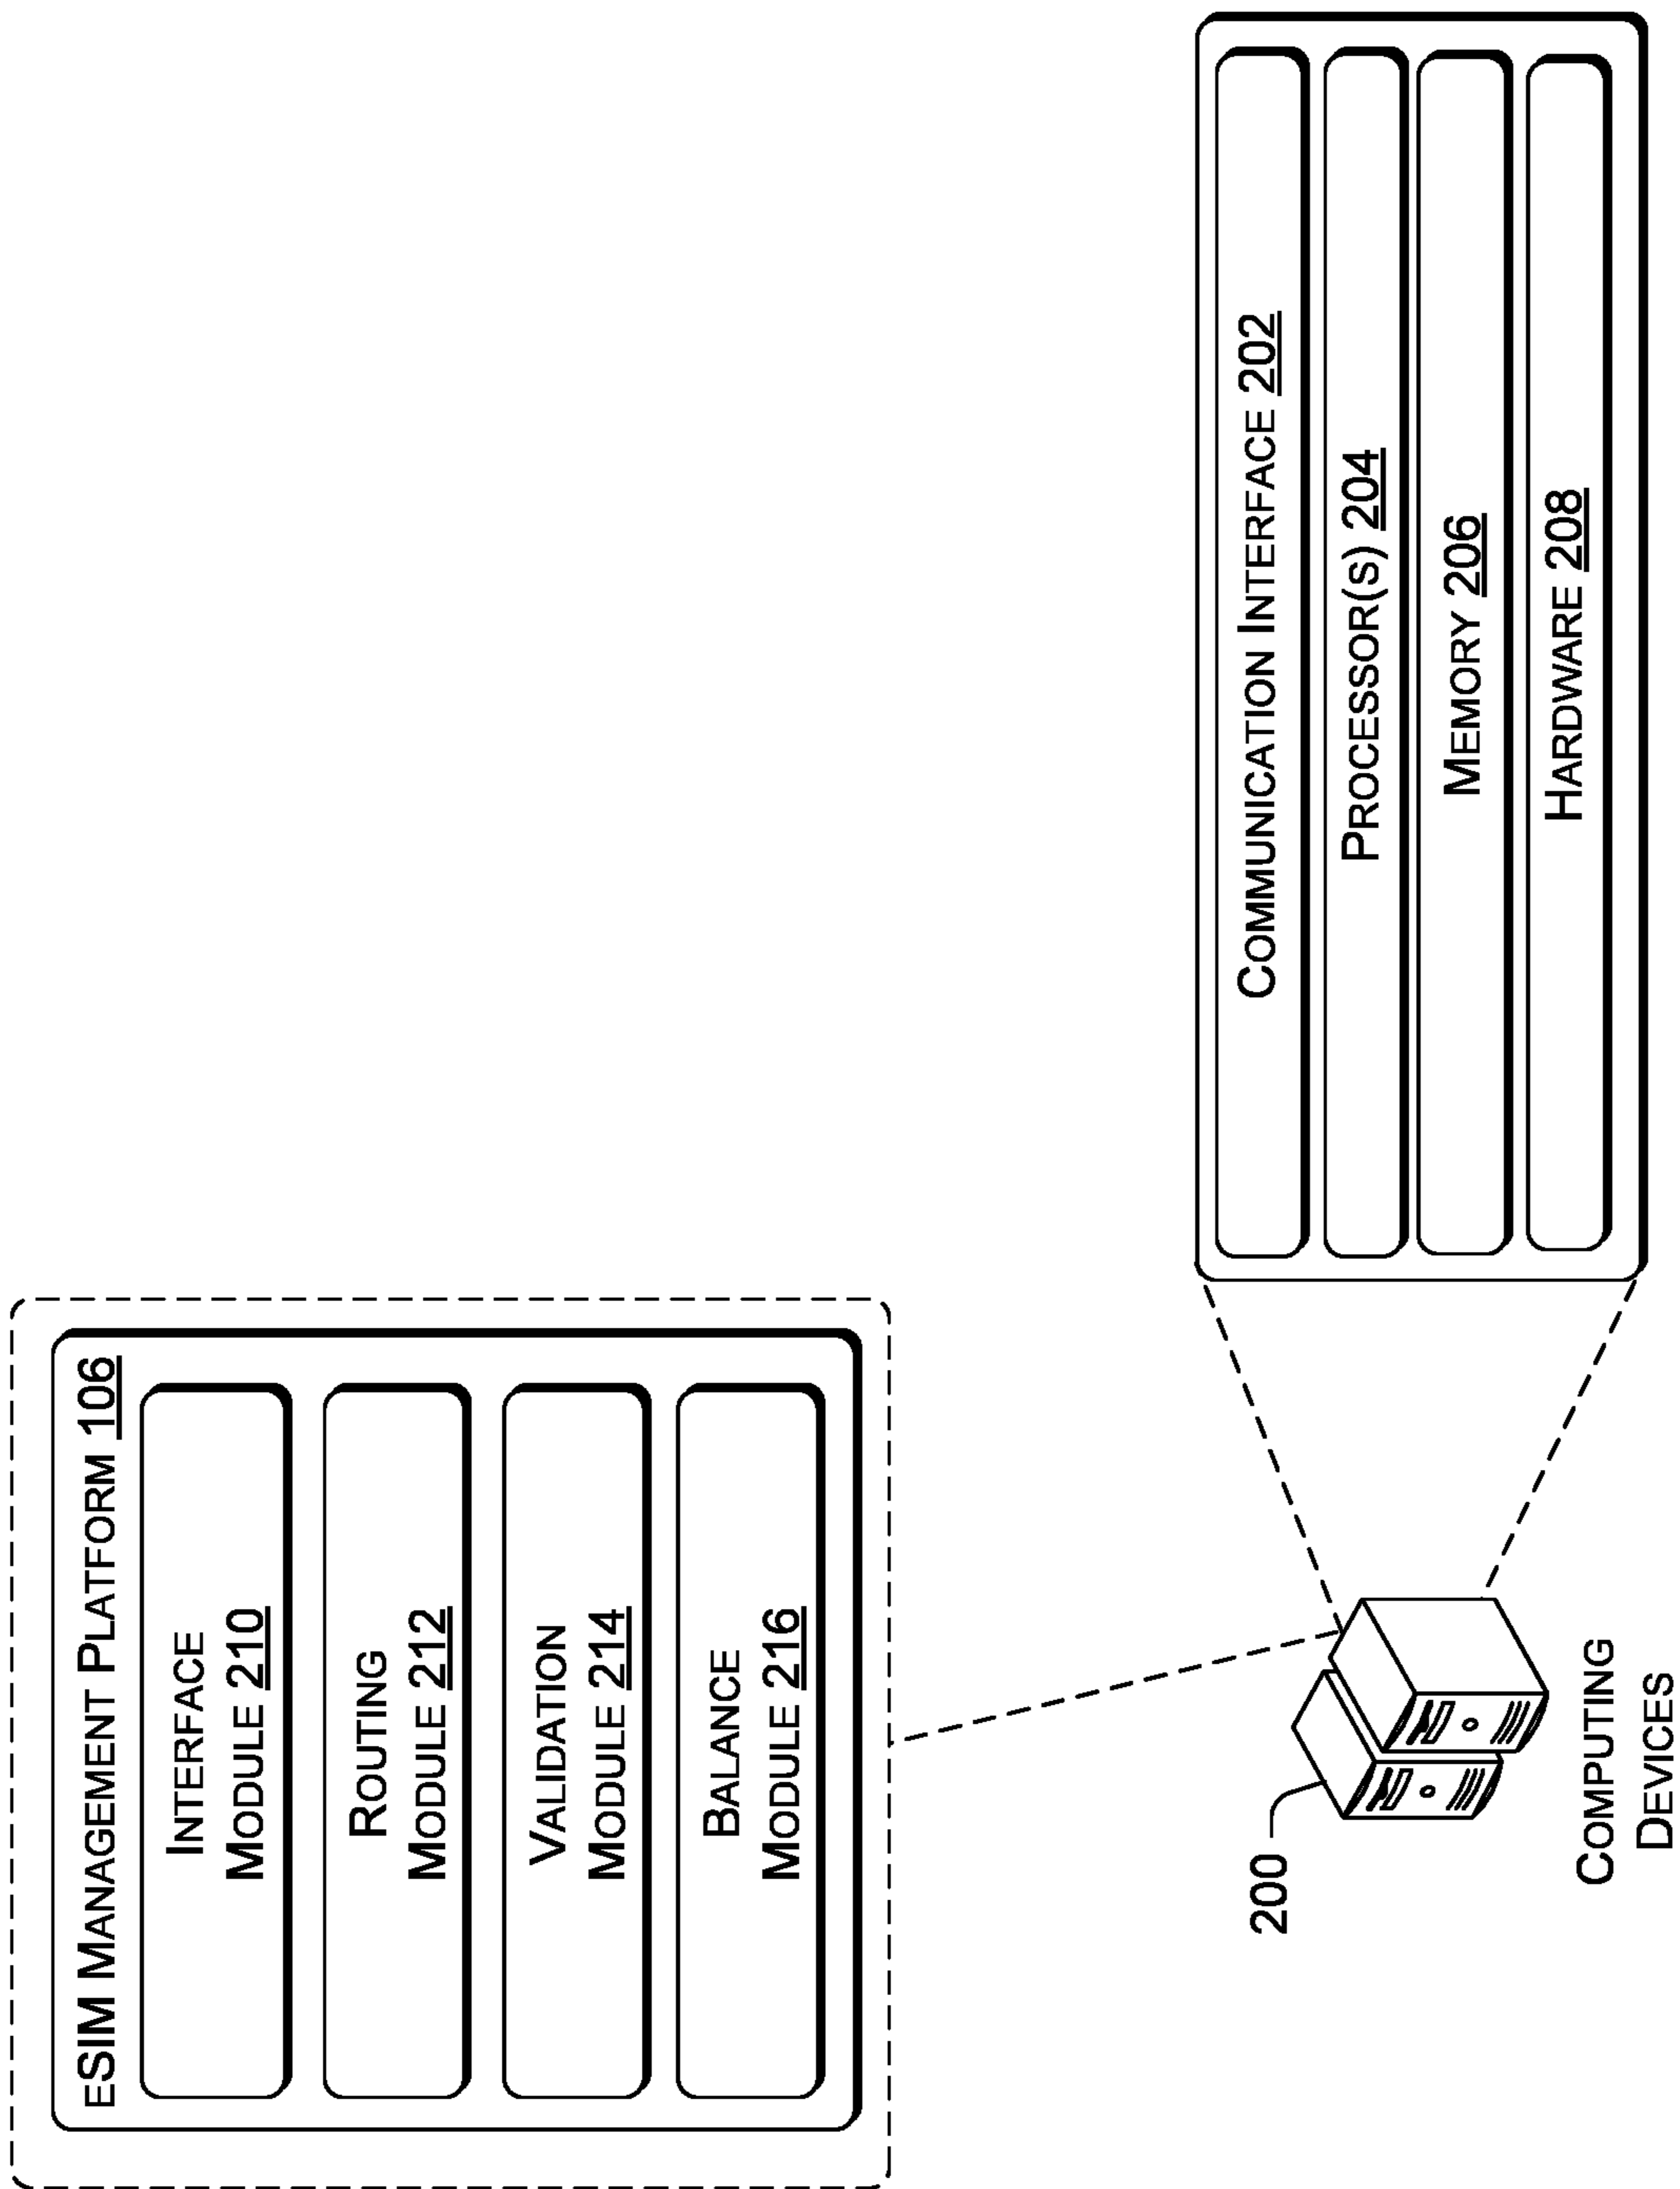 ESIM MANAGEMENT PLATFORM 106
INTERFACE
MODULE 210
ROUTING
MODULE 212
VALIDATION
MODULE 214
BALANCE
MODULE 216
200
COMPUTING
DEVICES
COMMUNICATION INTERFACE 202
PROCESSOR(S) 204
MEMORY 206
HARDWARE 208